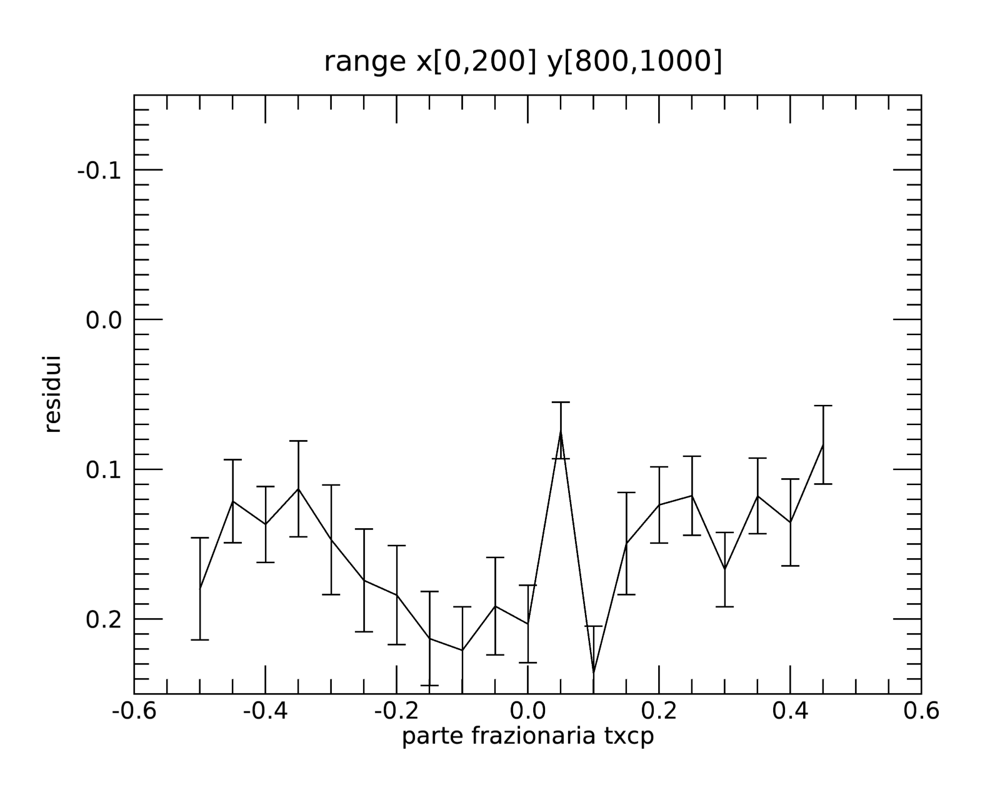 range x[0,200] y[800,1000]
-0.1
0.0
0.1
0.2
residui
-0.6 -0.4 -0.2 0.0 0.2 0.4 0.6
parte frazionaria txcp